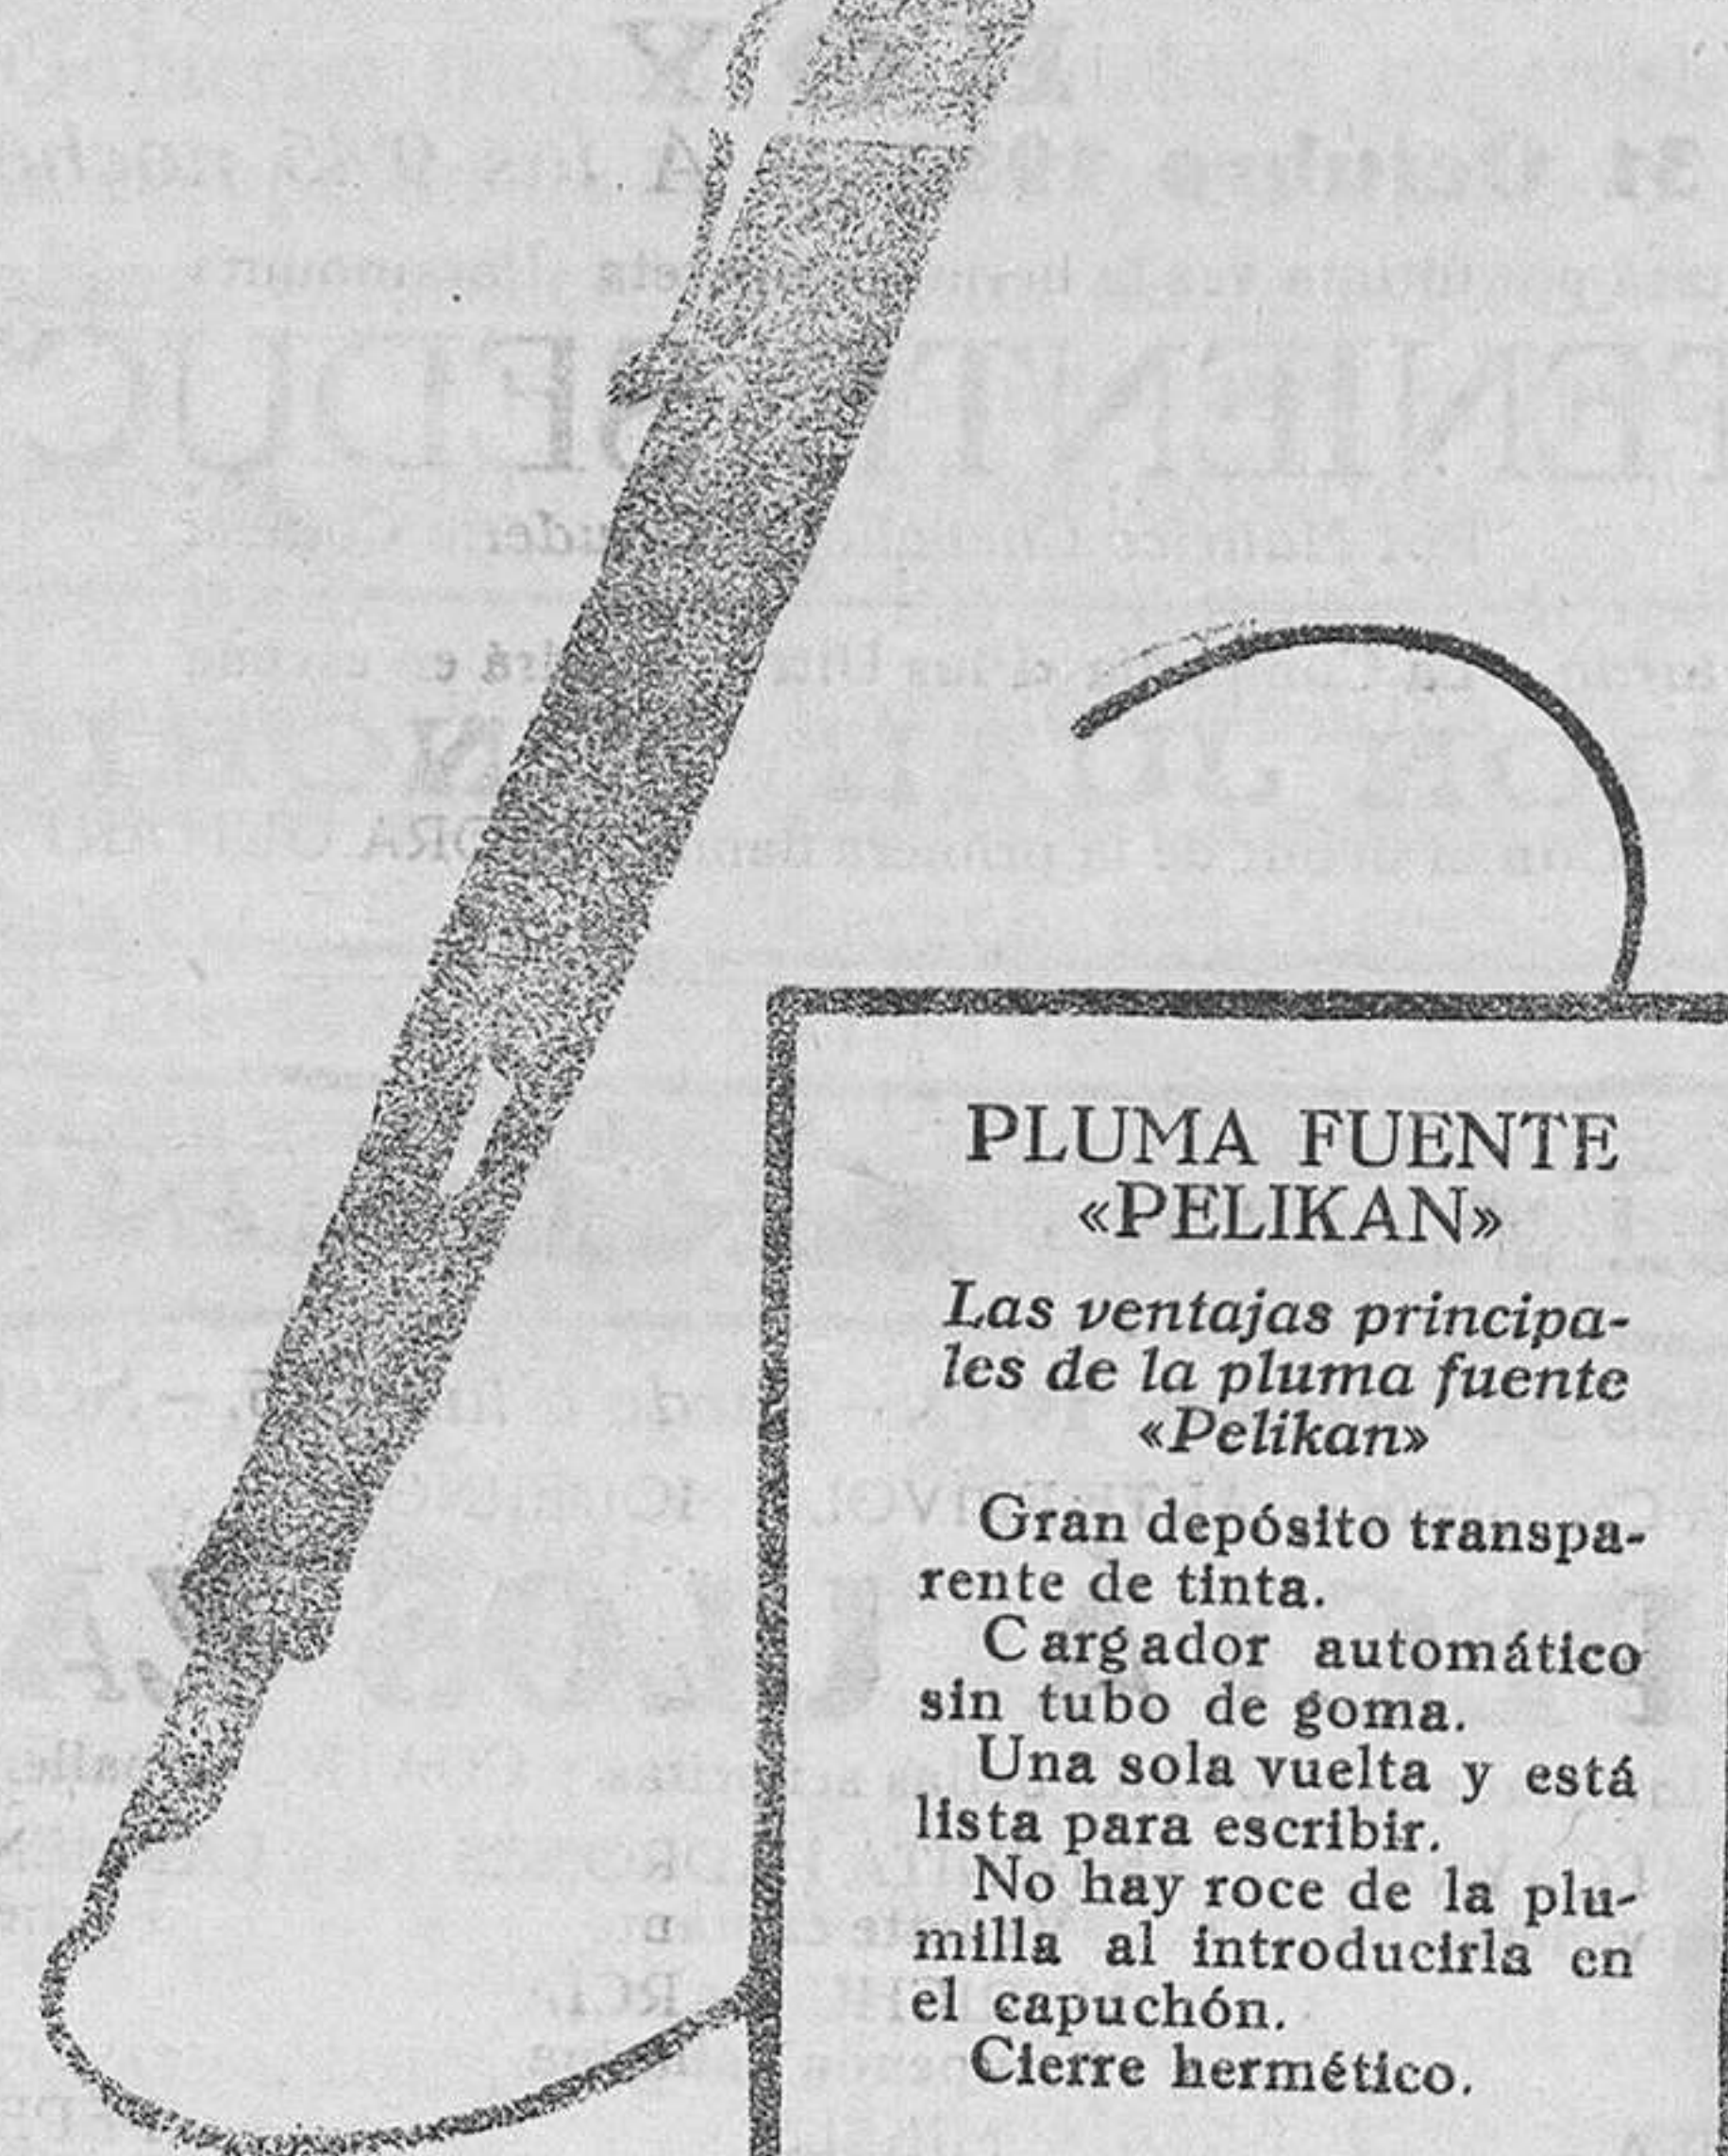 PLUMA FUENTE
«PELIKAN»
Las ventajas principa-
les de la pluma fuente
«Pelikan»
Gran depósito transpa-
rente de tinta.
Cargador automático
sin tubo de goma.
Una sola vuelta y está
lista para escribir.
No hay roce de la plu-
milla al introducirla en
el capuchón.
Cierre hermético.